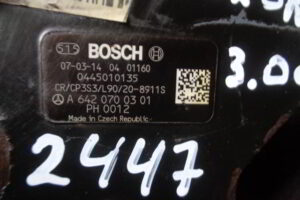 BOSCH
07-03-14 04 01160
0445010135
CR/CP3S3/L90/20-8911S
A 642 070 03 01
PH 0012
Made in Czech Republic
3.0
2447